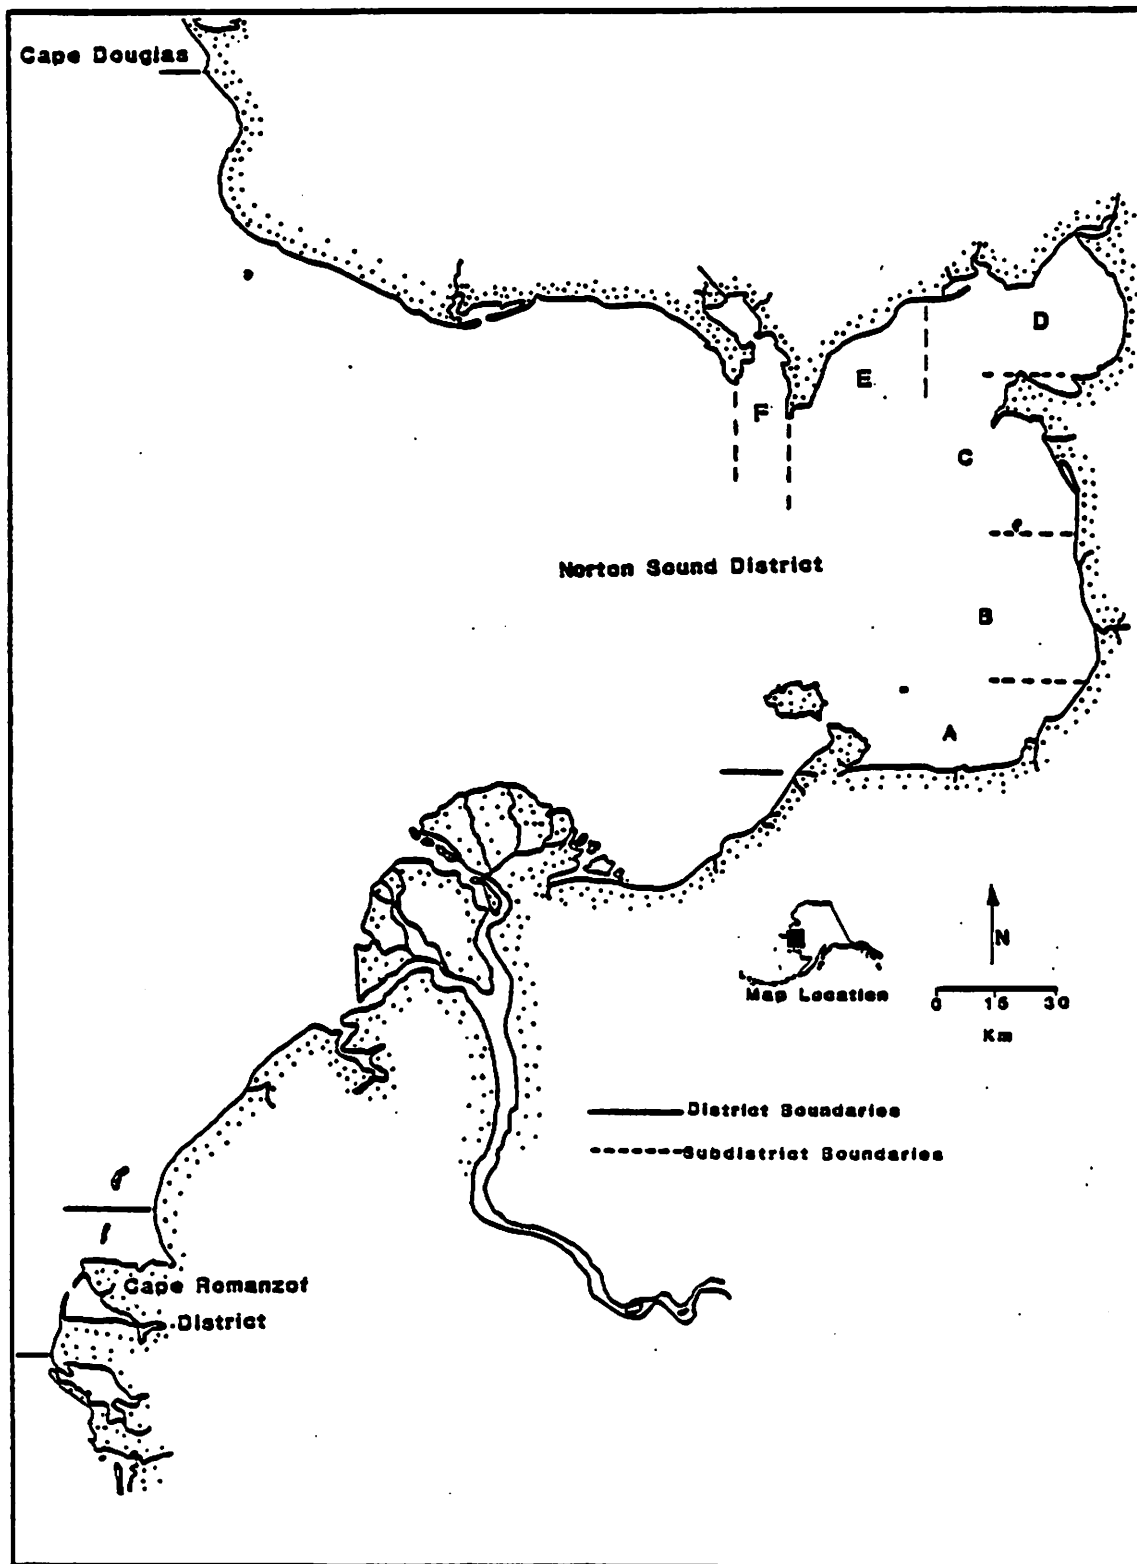 Cape Douglas
D
E
F
C
Norton Sound District
B
A
N
Map Location
0 15 30
Km
District Boundaries
Subdistrict Boundaries
Cape Romanzof
District